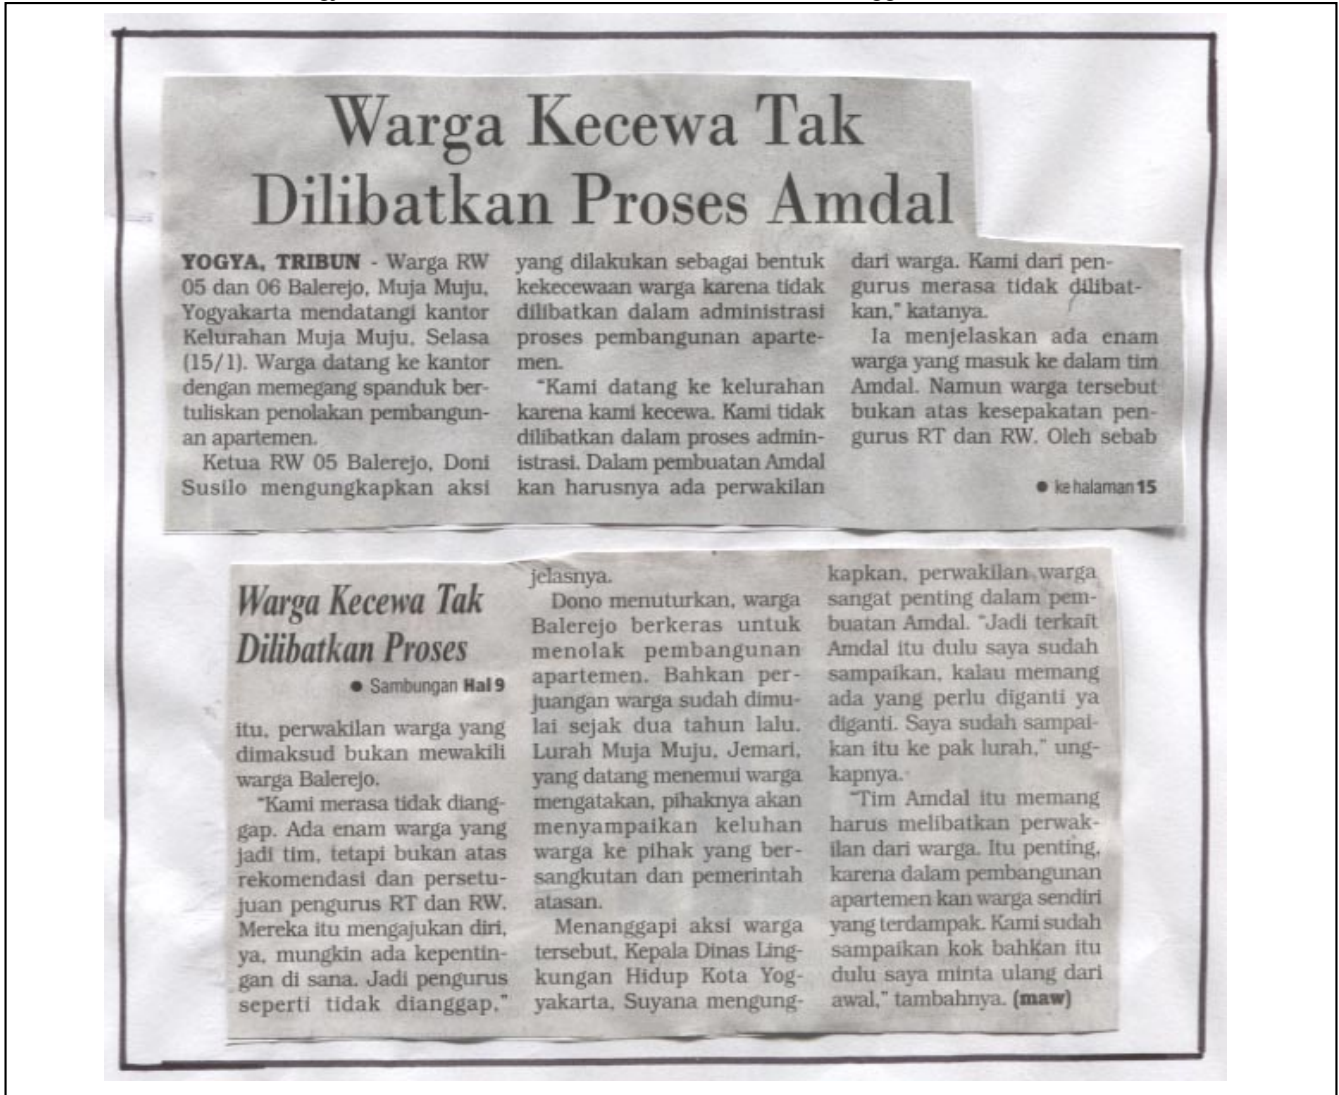 Warga Kecewa Tak
Dilibatkan Proses Amdal
YOGYA, TRIBUN - Warga RW
05 dan 06 Balerejo, Muja Muju,
Yogyakarta mendatangi kantor
Kelurahan Muja Muju, Selasa
(15/1). Warga datang ke kantor
dengan memegang spanduk ber-
tuliskan penolakan pembangun-
an apartemen.
Ketua RW 05 Balerejo, Doni
Susilo mengungkapkan aksi
yang dilakukan sebagai bentuk
kekecewaan warga karena tidak
dilibatkan dalam administrasi
proses pembangunan aparte-
men.
"Kami datang ke kelurahan
karena kami kecewa. Kami tidak
dilibatkan dalam proses admin-
istrasi. Dalam pembuatan Amdal
kan harusnya ada perwakilan
dari warga. Kami dari pen-
gurus merasa tidak dilibat-
kan," katanya.
Ia menjelaskan ada enam
warga yang masuk ke dalam tim
Amdal. Namun warga tersebut
bukan atas kesepakatan pen-
gurus RT dan RW. Oleh sebab
● ke halaman 15
Warga Kecewa Tak
Dilibatkan Proses
● Sambungan Hal 9
itu, perwakilan warga yang
dimaksud bukan mewakili
warga Balerejo.
"Kami merasa tidak diang-
gap. Ada enam warga yang
jadi tim, tetapi bukan atas
rekomendasi dan persetu-
juan pengurus RT dan RW.
Mereka itu mengajukan diri,
ya, mungkin ada kepentin-
gan di sana. Jadi pengurus
seperti tidak dianggap,"
jelasnya.
Dono menuturkan, warga
Balerejo berkeras untuk
menolak pembangunan
apartemen. Bahkan per-
juangan warga sudah dimu-
lai sejak dua tahun lalu.
Lurah Muja Muju, Jemari,
yang datang menemui warga
mengatakan, pihaknya akan
menyampaikan keluhan
warga ke pihak yang ber-
sangkutan dan pemerintah
atasan.
Menanggapi aksi warga
tersebut, Kepala Dinas Ling-
kungan Hidup Kota Yog-
yakarta, Suyana mengung-
kapkan, perwakilan warga
sangat penting dalam pem-
buatan Amdal. "Jadi terkait
Amdal itu dulu saya sudah
sampaikan, kalau memang
ada yang perlu diganti ya
diganti. Saya sudah sampai-
kan itu ke pak lurah," ung-
kapnya.
"Tim Amdal itu memang
harus melibatkan perwak-
ilan dari warga. Itu penting,
karena dalam pembangunan
apartemen kan warga sendiri
yang terdampak. Kami sudah
sampaikan kok bahkan itu
dulu saya minta ulang dari
awal," tambahnya. (maw)